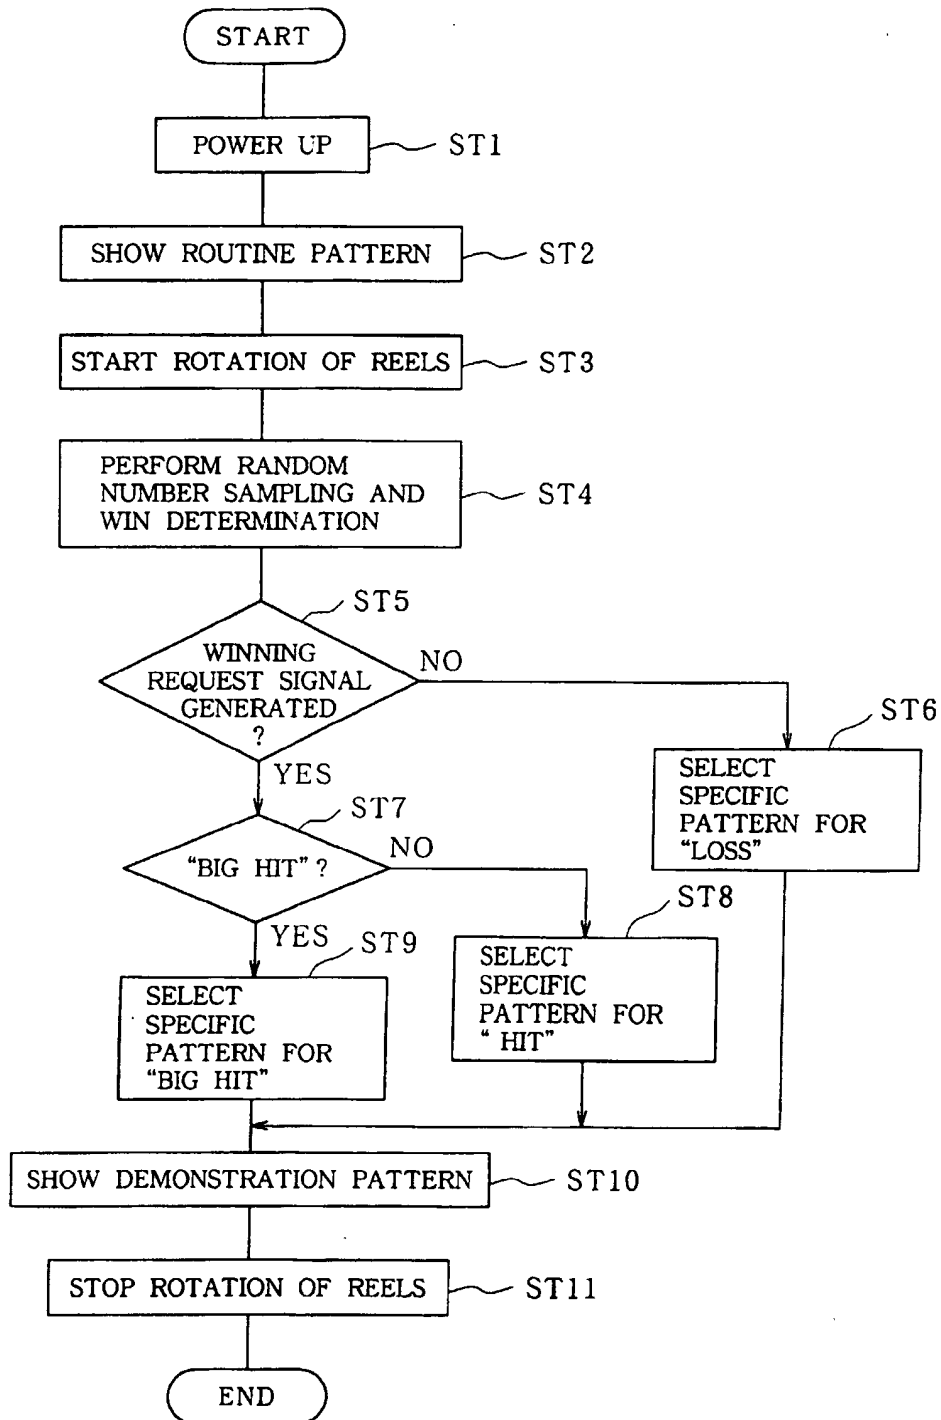 START
POWER UP
ST1
SHOW ROUTINE PATTERN
ST2
START ROTATION OF REELS
ST3
PERFORM RANDOM
NUMBER SAMPLING AND
WIN DETERMINATION
ST4
ST5
WINNING
REQUEST SIGNAL
GENERATED
?
NO
YES
ST6
SELECT
SPECIFIC
PATTERN FOR
“LOSS”
ST7
“BIG HIT” ?
NO
YES
ST8
SELECT
SPECIFIC
PATTERN FOR
“ HIT”
ST9
SELECT
SPECIFIC
PATTERN FOR
“BIG HIT”
SHOW DEMONSTRATION PATTERN
ST10
STOP ROTATION OF REELS
ST11
END